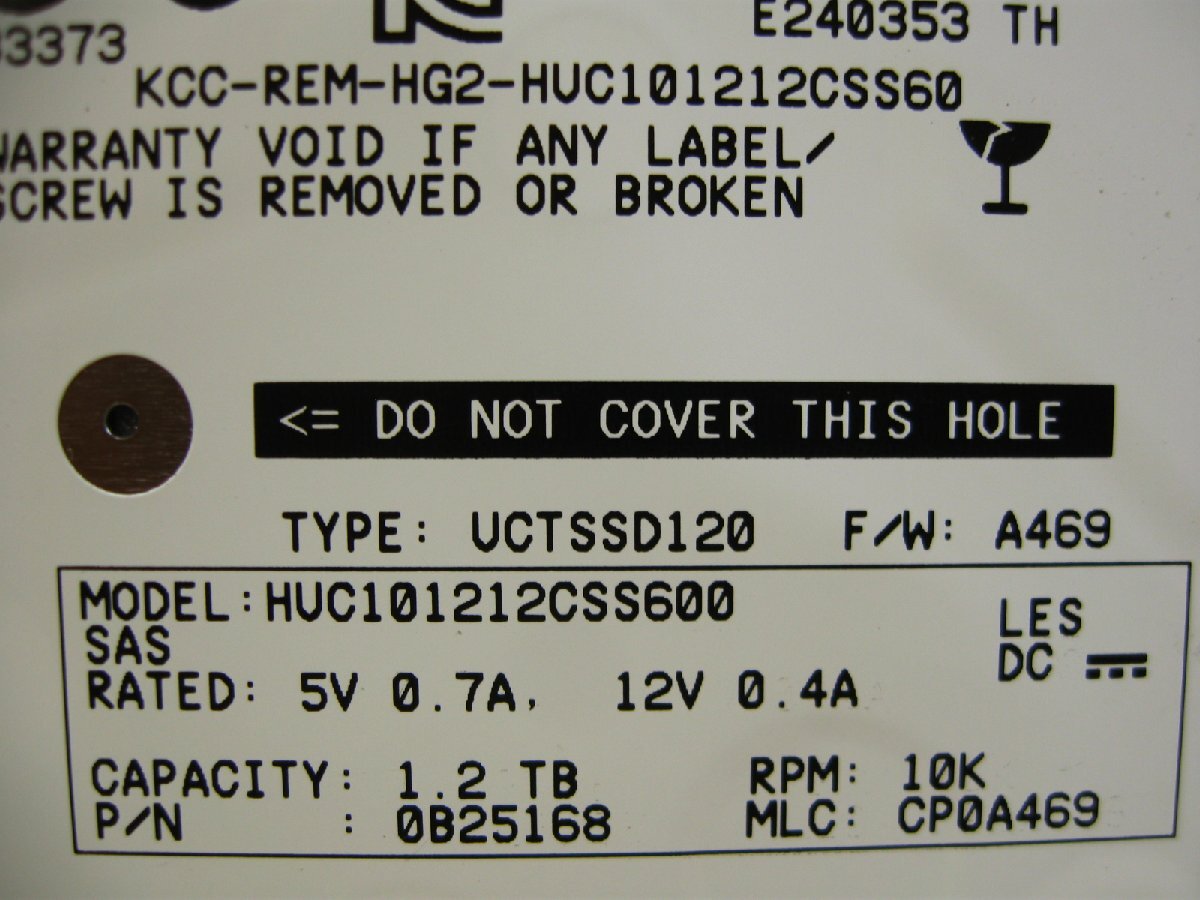 E240353 TH
3373
KCC-REM-HG2-HUC101212CSS60
WARRANTY VOID IF ANY LABEL/
SCREW IS REMOVED OR BROKEN
<= DO NOT COVER THIS HOLE
TYPE: UCTSSD120 F/W: A469
MODEL:HUC101212CSS600 LES
SAS DC
RATED: 5V 0.7A, 12V 0.4A
CAPACITY: 1.2 TB RPM: 10K
P/N : 0B25168 MLC: CP0A469